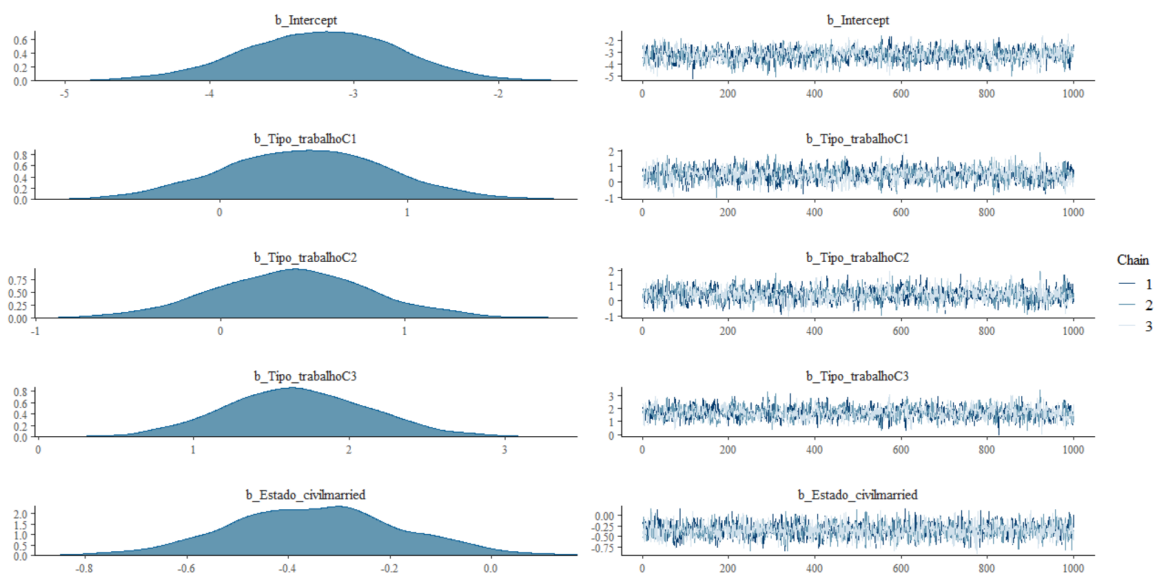 b_Intercept
b_Intercept
0.6
0.4
0.2
0.0
-5 -4 -3 -2
-2
-3
-4
-5
0 200 400 600 800 1000
b_Tipo_trabalhoC1
b_Tipo_trabalhoC1
0.8
0.6
0.4
0.2
0.0
0 1
2
1
0
-1
0 200 400 600 800 1000
b_Tipo_trabalhoC2
b_Tipo_trabalhoC2
0.75
0.50
0.25
0.00
-1 0 1
2
1
0
-1
0 200 400 600 800 1000
Chain
1
2
3
b_Tipo_trabalhoC3
b_Tipo_trabalhoC3
0.8
0.6
0.4
0.2
0.0
0 1 2 3
3
2
1
0
0 200 400 600 800 1000
b_Estado_civilmarried
b_Estado_civilmarried
2.0
1.5
1.0
0.5
0.0
-0.8 -0.6 -0.4 -0.2 0.0
0.00
-0.25
-0.50
-0.75
0 200 400 600 800 1000